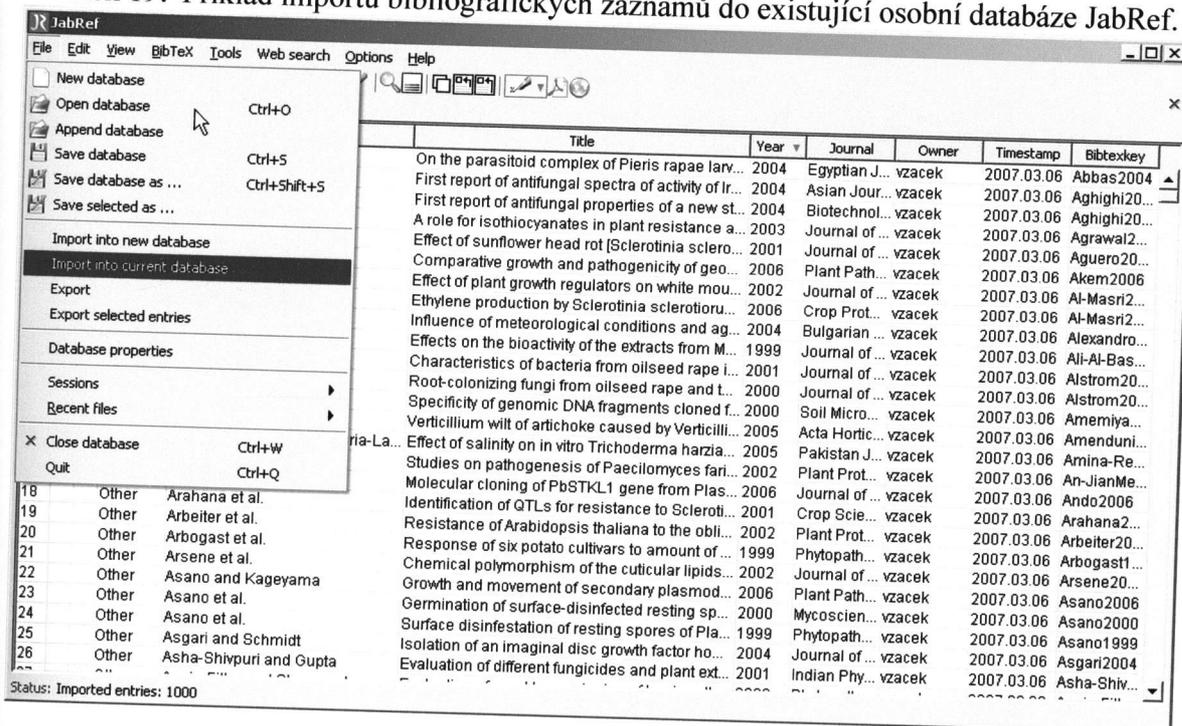 Příklad importu bibliografických záznamů do existující osobní databáze JabRef.
JabRef
File Edit View BibTeX Tools Web search Options Help
New database
Open database Ctrl+O
Append database
Save database Ctrl+S
Save database as ... Ctrl+Shift+S
Save selected as ...
Import into new database
Import into current database
Export
Export selected entries
Database properties
Sessions
Recent files
Close database Ctrl+W
Quit Ctrl+Q
Title Year Journal Owner Timestamp Bibtexkey
On the parasitoid complex of Pieris rapae larv... 2004 Egyptian J... vzacek 2007.03.06 Abbas2004
First report of antifungal spectra of activity of Ir... 2004 Asian Jour... vzacek 2007.03.06 Aghighi20...
First report of antifungal properties of a new st... 2004 Biotechnol... vzacek 2007.03.06 Aghighi20...
A role for isothiocyanates in plant resistance a... 2003 Journal of ... vzacek 2007.03.06 Agrawal2...
Effect of sunflower head rot [Sclerotinia sclero... 2001 Journal of ... vzacek 2007.03.06 Aguero20...
Comparative growth and pathogenicity of geo... 2006 Plant Path... vzacek 2007.03.06 Akem2006
Effect of plant growth regulators on white mou... 2002 Journal of ... vzacek 2007.03.06 Al-Masri2...
Ethylene production by Sclerotinia sclerotioru... 2006 Crop Prot... vzacek 2007.03.06 Al-Masri2...
Influence of meteorological conditions and ag... 2004 Bulgarian ... vzacek 2007.03.06 Alexandro...
Effects on the bioactivity of the extracts from M... 1999 Journal of ... vzacek 2007.03.06 Ali-Al-Bas...
Characteristics of bacteria from oilseed rape i... 2001 Journal of ... vzacek 2007.03.06 Alstrom20...
Root-colonizing fungi from oilseed rape and t... 2000 Journal of ... vzacek 2007.03.06 Alstrom20...
Specificity of genomic DNA fragments cloned f... 2000 Soil Micro... vzacek 2007.03.06 Amemiya...
Verticillium wilt of artichoke caused by Verticilli... 2005 Acta Hortic... vzacek 2007.03.06 Amenduni...
ria-La... Effect of salinity on in vitro Trichoderma harzia... 2005 Pakistan J... vzacek 2007.03.06 Amina-Re...
Studies on pathogenesis of Paecilomyces fari... 2002 Plant Prot... vzacek 2007.03.06 An-JianMe...
Molecular cloning of PbSTKL1 gene from Plas... 2006 Journal of ... vzacek 2007.03.06 Ando2006
18 Other Arahana et al. Identification of QTLs for resistance to Scleroti... 2001 Crop Scie... vzacek 2007.03.06 Arahana2...
19 Other Arbeiter et al. Resistance of Arabidopsis thaliana to the obli... 2002 Plant Prot... vzacek 2007.03.06 Arbeiter20...
20 Other Arbogast et al. Response of six potato cultivars to amount of ... 1999 Phytopath... vzacek 2007.03.06 Arbogast1...
21 Other Arsene et al. Chemical polymorphism of the cuticular lipids... 2002 Journal of ... vzacek 2007.03.06 Arsene20...
22 Other Asano and Kageyama Growth and movement of secondary plasmod... 2006 Plant Path... vzacek 2007.03.06 Asano2006
23 Other Asano et al. Germination of surface-disinfected resting sp... 2000 Mycoscien... vzacek 2007.03.06 Asano2000
24 Other Asano et al. Surface disinfestation of resting spores of Pla... 1999 Phytopath... vzacek 2007.03.06 Asano1999
25 Other Asgari and Schmidt Isolation of an imaginal disc growth factor ho... 2004 Journal of ... vzacek 2007.03.06 Asgari2004
26 Other Asha-Shivpuri and Gupta Evaluation of different fungicides and plant ext... 2001 Indian Phy... vzacek 2007.03.06 Asha-Shiv...
Status: Imported entries: 1000